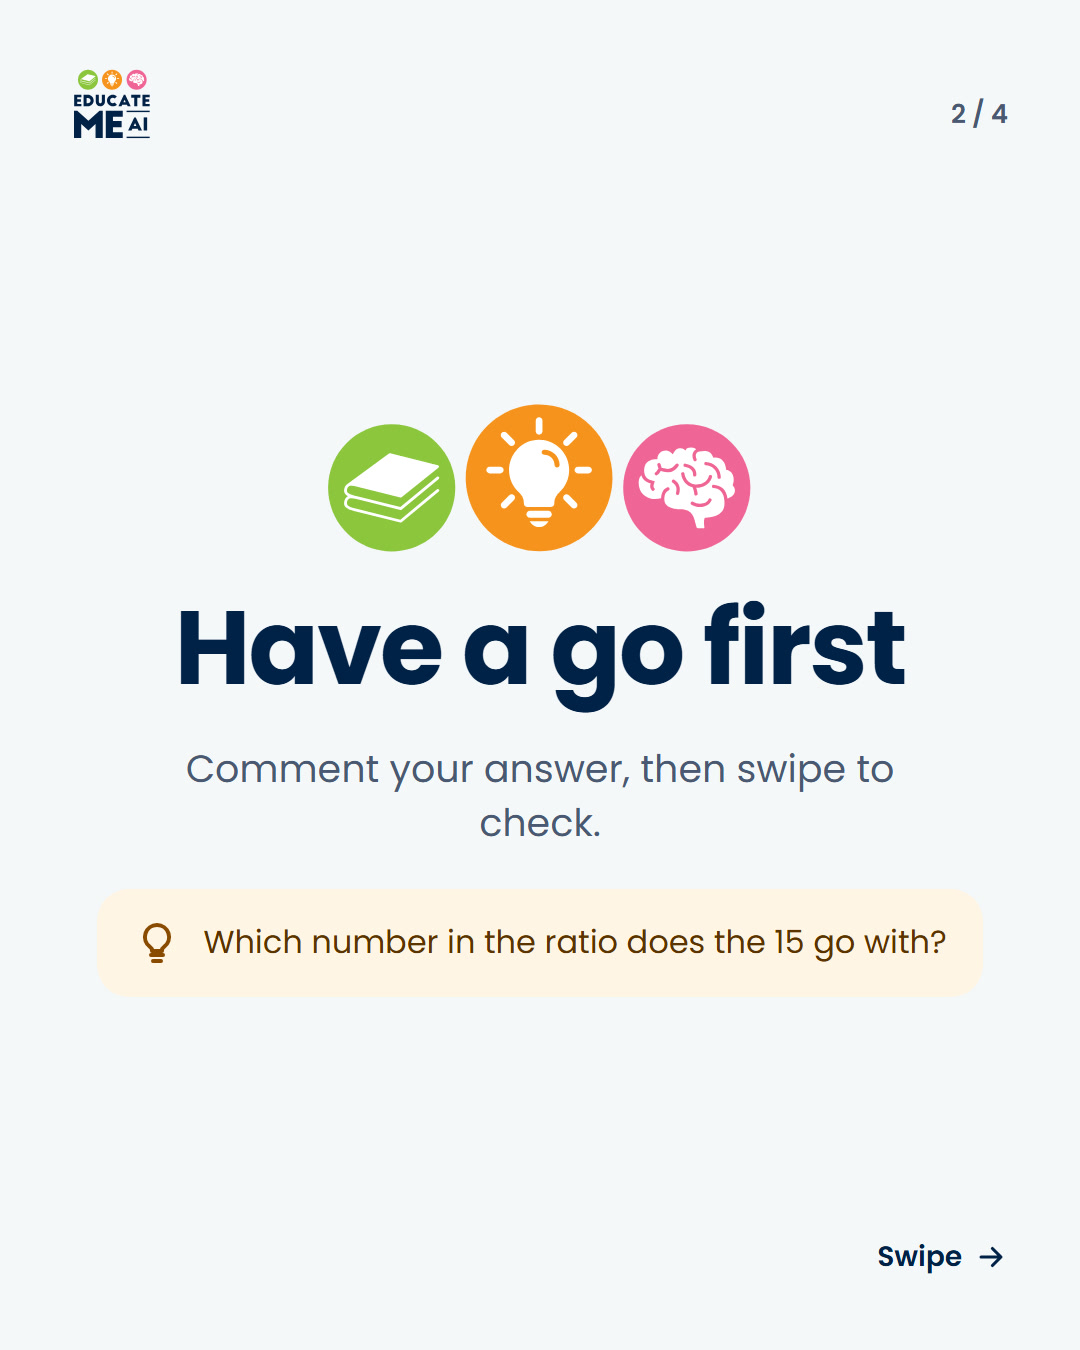 EDUCATE
ME AI
2 / 4
Have a go first
Comment your answer, then swipe to
check.
Which number in the ratio does the 15 go with?
Swipe →